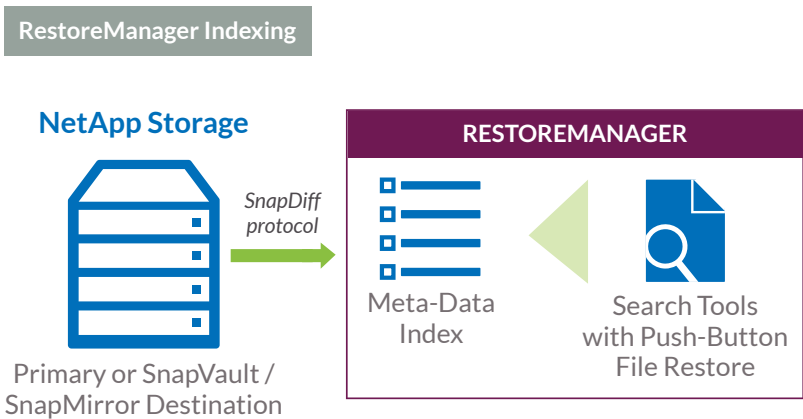 RestoreManager Indexing
NetApp Storage
SnapDiff
protocol
Primary or SnapVault /
SnapMirror Destination
RESTOREMANAGER
Meta-Data
Index
Search Tools
with Push-Button
File Restore